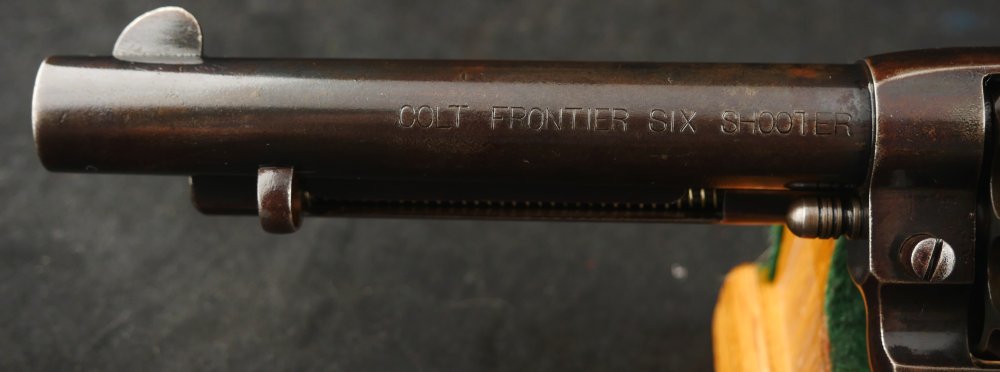 COLT FRONTIER SIX SHOOTER